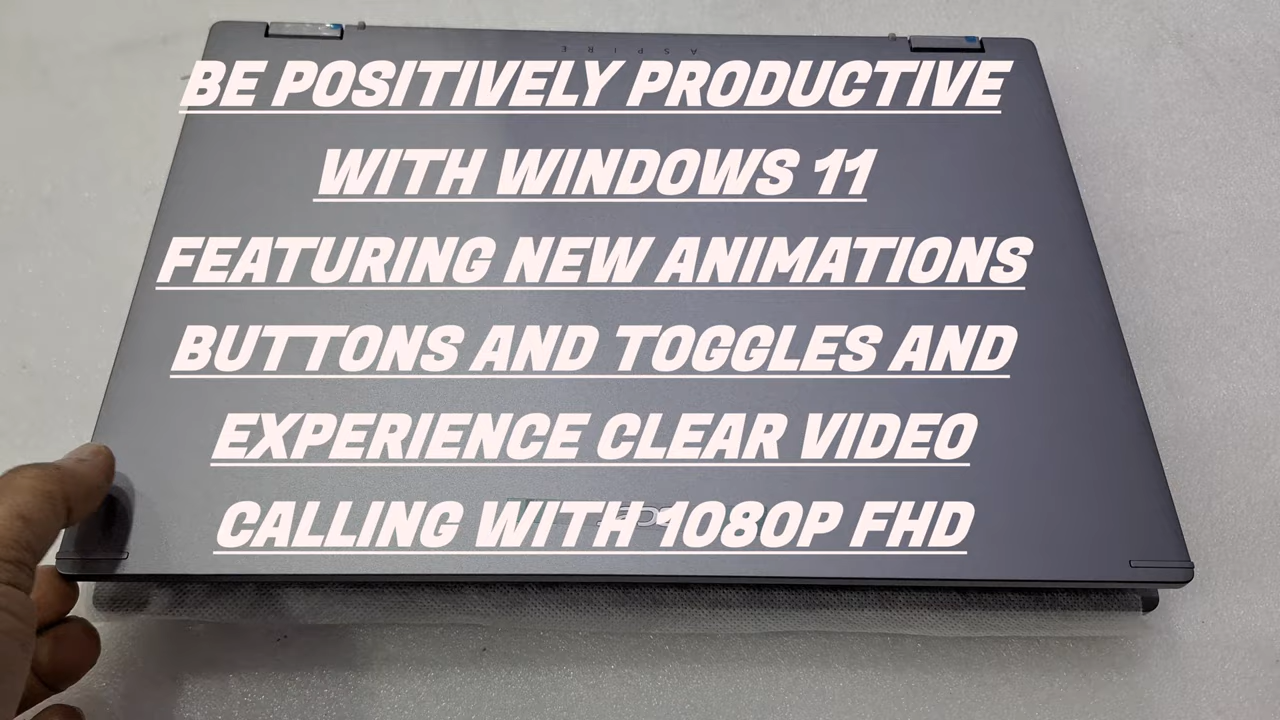 ASPIRE
BE POSITIVELY PRODUCTIVE
WITH WINDOWS 11
FEATURING NEW ANIMATIONS
BUTTONS AND TOGGLES AND
EXPERIENCE CLEAR VIDEO
CALLING WITH 1080P FHD
acer